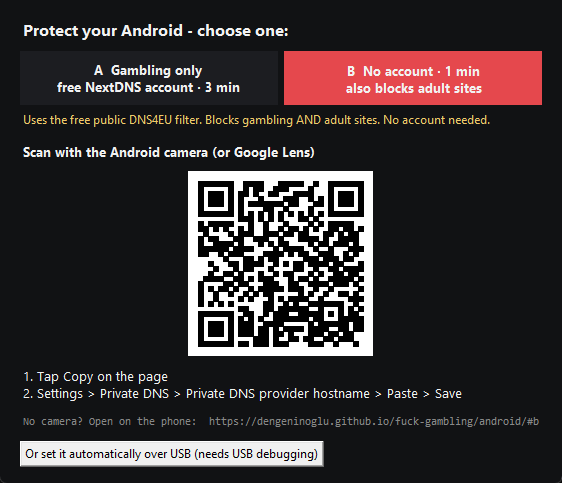 Protect your Android - choose one:
A Gambling only
free NextDNS account · 3 min
B No account · 1 min
also blocks adult sites
Uses the free public DNS4EU filter. Blocks gambling AND adult sites. No account needed.
Scan with the Android camera (or Google Lens)
1. Tap Copy on the page
2. Settings > Private DNS > Private DNS provider hostname > Paste > Save
No camera? Open on the phone: https://dengeninoglu.github.io/fuck-gambling/android/#b
Or set it automatically over USB (needs USB debugging)